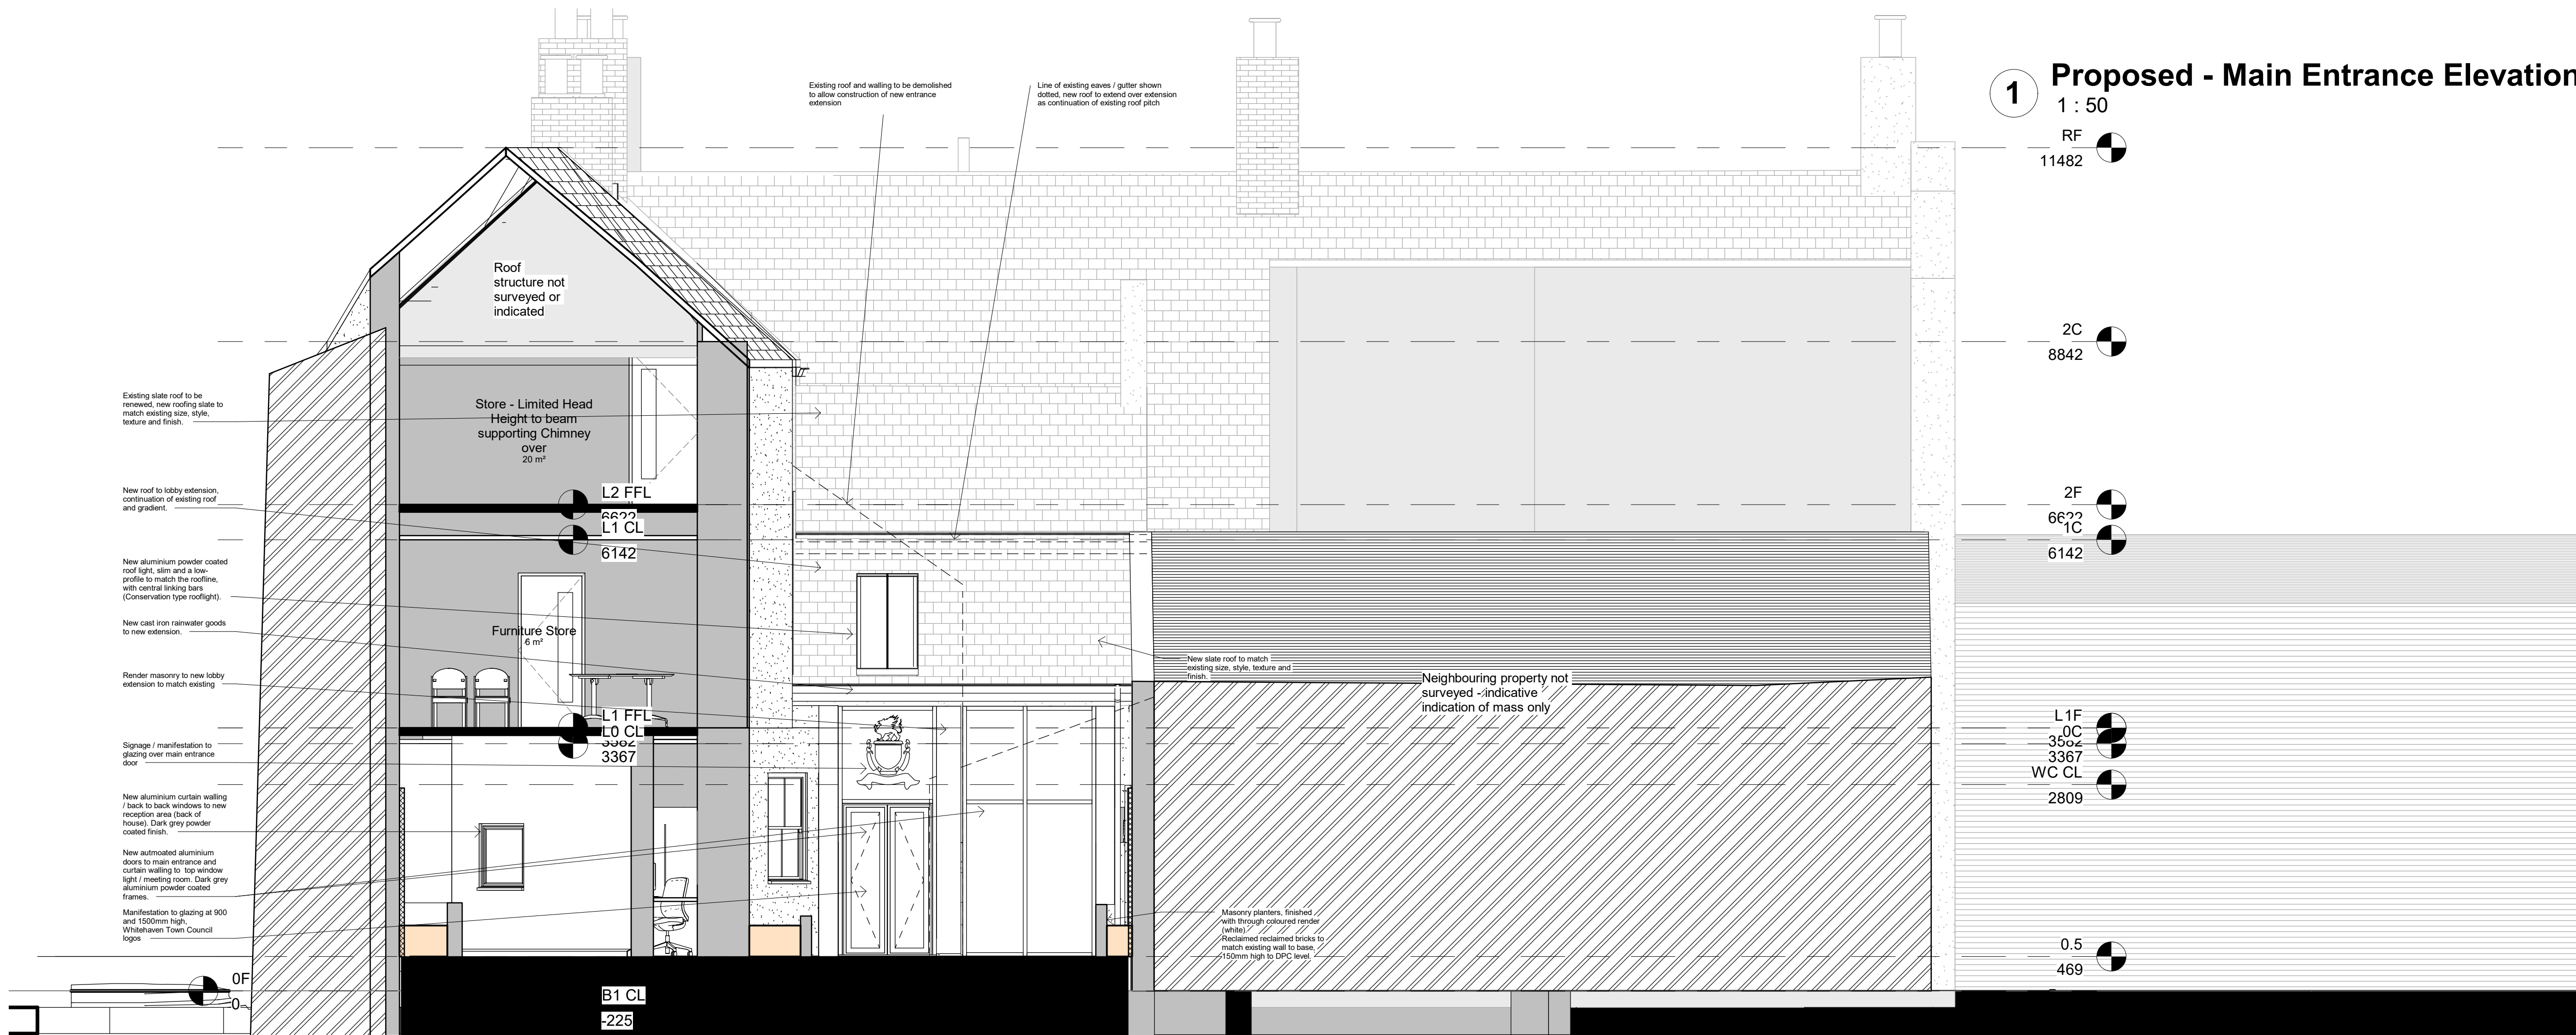 1
Proposed - Main Entrance Elevation
1 : 50
Existing roof and walling to be demolished
to allow construction of new entrance
extension
Line of existing eaves / gutter shown
dotted, new roof to extend over extension
as continuation of existing roof pitch
RF
11482
Roof
structure not
surveyed or
indicated
2C
8842
Existing slate roof to be
renewed, new roofing slate to
match existing size, style,
texture and finish.
Store - Limited Head
Height to beam
supporting Chimney
over
20 m²
New roof to lobby extension,
continuation of existing roof
and gradient.
L2 FFL
6622
L1 CL
6142
2F
6622
1C
6142
New aluminium powder coated
roof light, slim and a low-
profile to match the roofline,
with central linking bars
(Conservation type rooflight).
New cast iron rainwater goods
to new extension.
Furniture Store
6 m²
Render masonry to new lobby
extension to match existing
New slate roof to match
existing size, style, texture and
finish.
Neighbouring property not
surveyed - indicative
indication of mass only
L1 FFL
L0 CL
3582
3367
L1F
0C
3582
3367
WC CL
2809
Signage / manifestation to
glazing over main entrance
door
New aluminium curtain walling
/ back to back windows to new
reception area (back of
house). Dark grey powder
coated finish.
New autmoated aluminium
doors to main entrance and
curtain walling to top window
light / meeting room. Dark grey
aluminium powder coated
frames.
Manifestation to glazing at 900
and 1500mm high,
Whitehaven Town Council
logos
Masonry planters, finished
with through coloured render
(white)
Reclaimed reclaimed bricks to
match existing wall to base,
150mm high to DPC level.
0.5
469
0F
0
B1 CL
-225